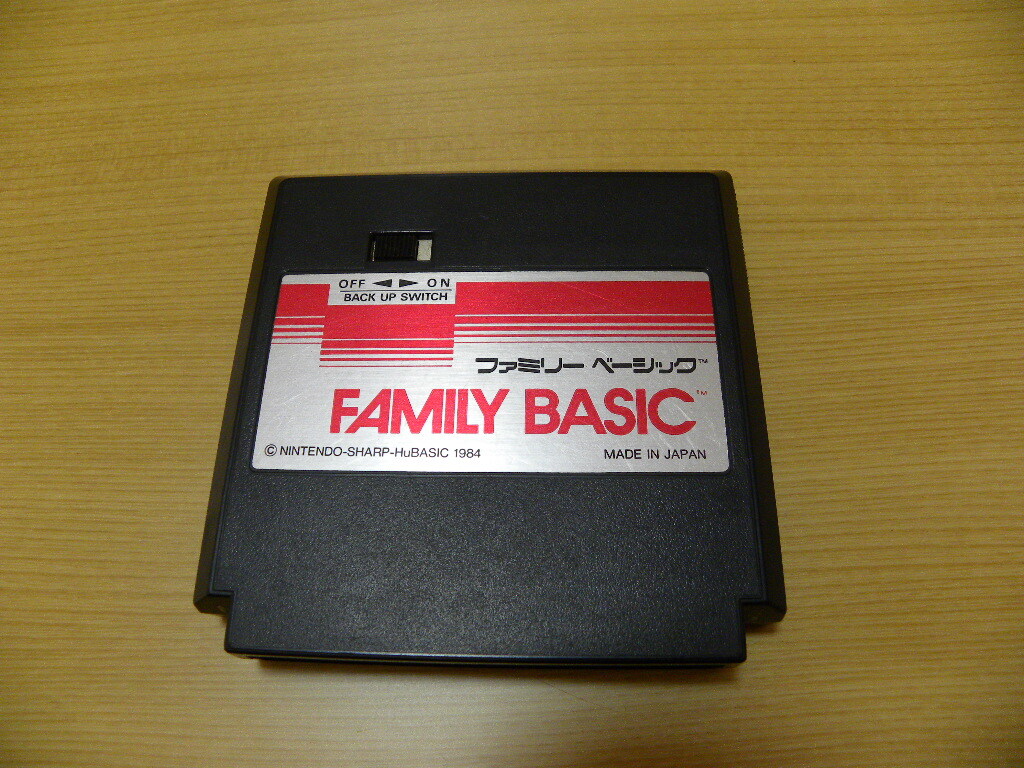 OFF ◄ ► ON
BACK UP SWITCH
ファミリー ベーシック™
FAMILY BASIC™
© NINTENDO-SHARP-HuBASIC 1984 MADE IN JAPAN